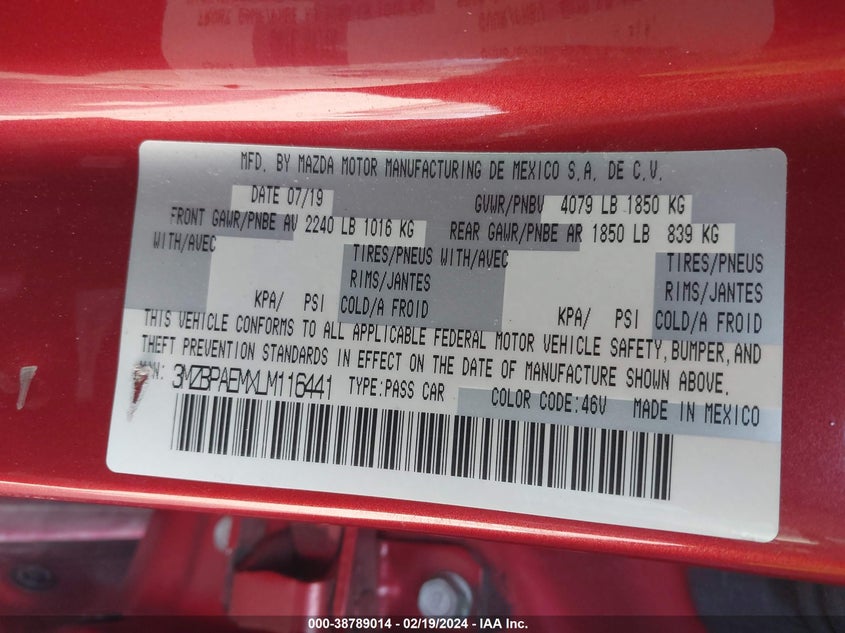 MFD. BY MAZDA MOTOR MANUFACTURING DE MEXICO S.A. DE C.V.
DATE 07/19 GVWR/PNBV 4079 LB 1850 KG
FRONT GAWR/PNBE AV 2240 LB 1016 KG REAR GAWR/PNBE AR 1850 LB 839 KG
WITH/AVEC TIRES/PNEUS WITH/AVEC TIRES/PNEUS
RIMS/JANTES RIMS/JANTES
KPA/ PSI COLD/A FROID KPA/ PSI COLD/A FROID
THIS VEHICLE CONFORMS TO ALL APPLICABLE FEDERAL MOTOR VEHICLE SAFETY, BUMPER, AND
THEFT PREVENTION STANDARDS IN EFFECT ON THE DATE OF MANUFACTURE SHOWN ABOVE.
3MZBPAEMXLM116441 TYPE:PASS CAR COLOR CODE:46V MADE IN MEXICO
000-38789014 - 02/19/2024 - IAA Inc.